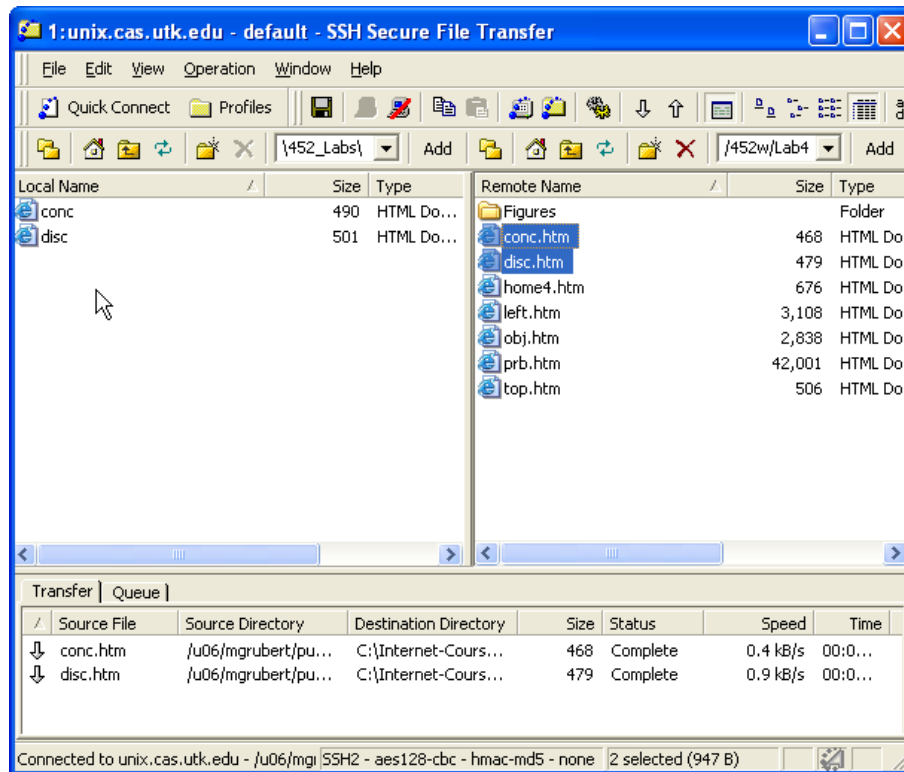 1:unix.cas.utk.edu - default - SSH Secure File Transfer
File Edit View Operation Window Help
Quick Connect Profiles
\452_Labs\ Add /452w/Lab4 Add
Local Name Size Type Remote Name Size Type
Figures Folder
conc 490 HTML Do... conc.htm 468 HTML Do
disc 501 HTML Do... disc.htm 479 HTML Do
home4.htm 676 HTML Do
left.htm 3,108 HTML Do
obj.htm 2,838 HTML Do
prb.htm 42,001 HTML Do
top.htm 506 HTML Do
Transfer Queue
Source File Source Directory Destination Directory Size Status Speed Time
conc.htm /u06/mgrubert/pu... C:\Internet-Cours... 468 Complete 0.4 kB/s 00:0...
disc.htm /u06/mgrubert/pu... C:\Internet-Cours... 479 Complete 0.9 kB/s 00:0...
Connected to unix.cas.utk.edu - /u06/mgr SSH2 - aes128-cbc - hmac-md5 - none 2 selected (947 B)